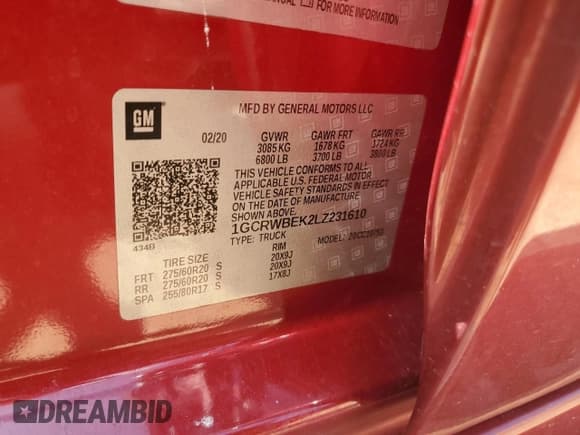 MANUAL FOR MORE INFORMATION
GM
MFD BY GENERAL MOTORS LLC
02/20 GVWR GAWR FRT GAWR RR
3085 KG 1678 KG 1724 KG
6800 LB 3700 LB 3800 LB
THIS VEHICLE CONFORMS TO ALL
APPLICABLE U.S. FEDERAL MOTOR
VEHICLE SAFETY STANDARDS IN EFFECT
ON THE DATE OF MANUFACTURE SHOWN ABOVE.
1GCRWBEK2LZ231610
TYPE: TRUCK MODEL:
434B
TIRE SIZE RIM
FRT 275/60R20 S 20X9J
RR 275/60R20 S 20X9J
SPA 255/80R17 S 17X8J
DREAMBID